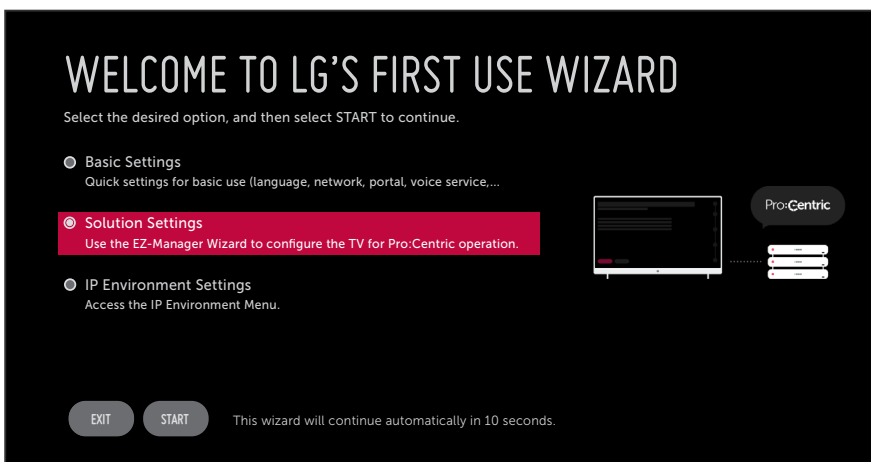 WELCOME TO LG'S FIRST USE WIZARD
Select the desired option, and then select START to continue.
Basic Settings
Quick settings for basic use (language, network, portal, voice service,...
Solution Settings
Use the EZ-Manager Wizard to configure the TV for Pro:Centric operation.
Pro:Centric
IP Environment Settings
Access the IP Environment Menu.
EXIT
START
This wizard will continue automatically in 10 seconds.